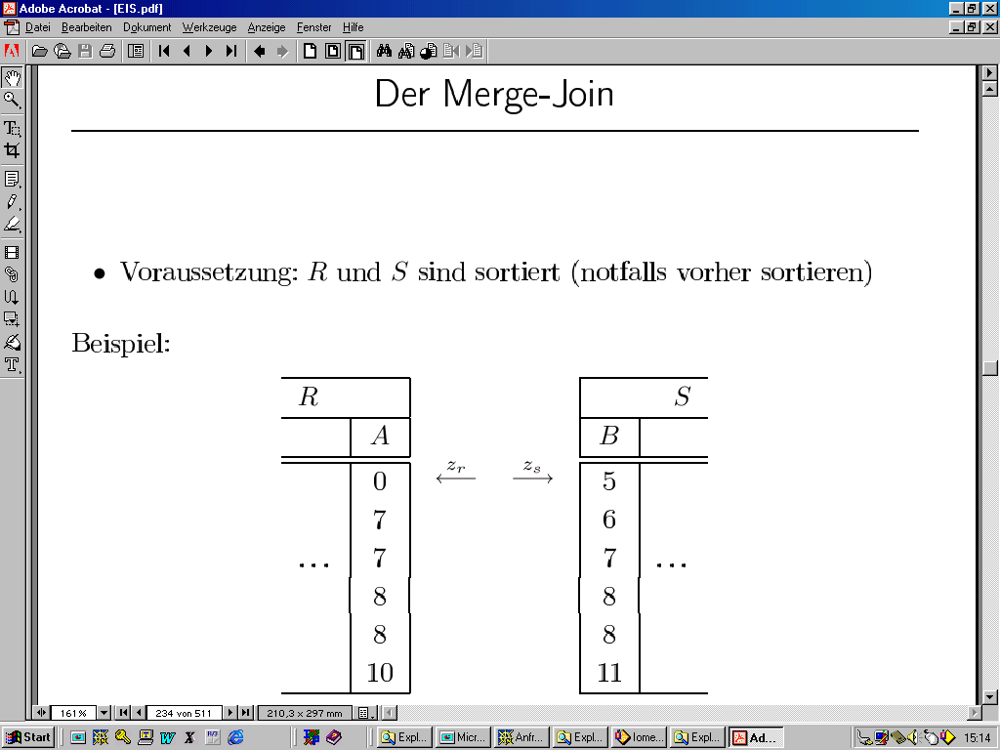 Adobe Acrobat - [EIS.pdf]
Datei Bearbeiten Dokument Werkzeuge Anzeige Fenster Hilfe
Der Merge-Join
• Voraussetzung: R und S sind sortiert (notfalls vorher sortieren)
Beispiel:
R S
A B
z_r z_s
0 5
7 6
... 7 7 ...
8 8
8 8
10 11
161% 234 von 511 210,3 x 297 mm
Start Expl... Micr... Anfr... Expl... Iome... Expl... Ad... 15:14